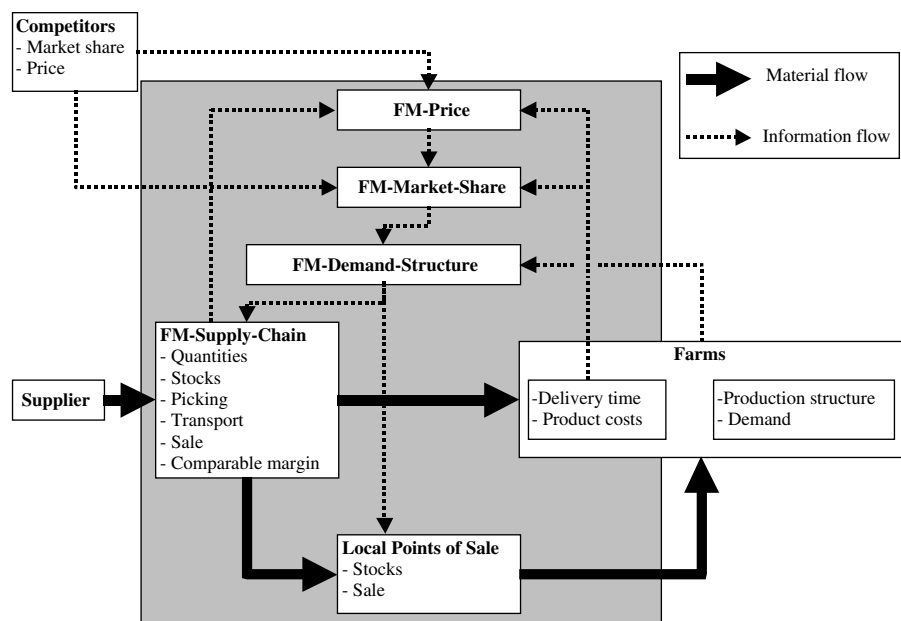 Competitors
- Market share
- Price
Material flow
Information flow
FM-Price
FM-Market-Share
FM-Demand-Structure
FM-Supply-Chain
- Quantities
- Stocks
- Picking
- Transport
- Sale
- Comparable margin
Supplier
Farms
-Delivery time
- Product costs
-Production structure
- Demand
Local Points of Sale
- Stocks
- Sale